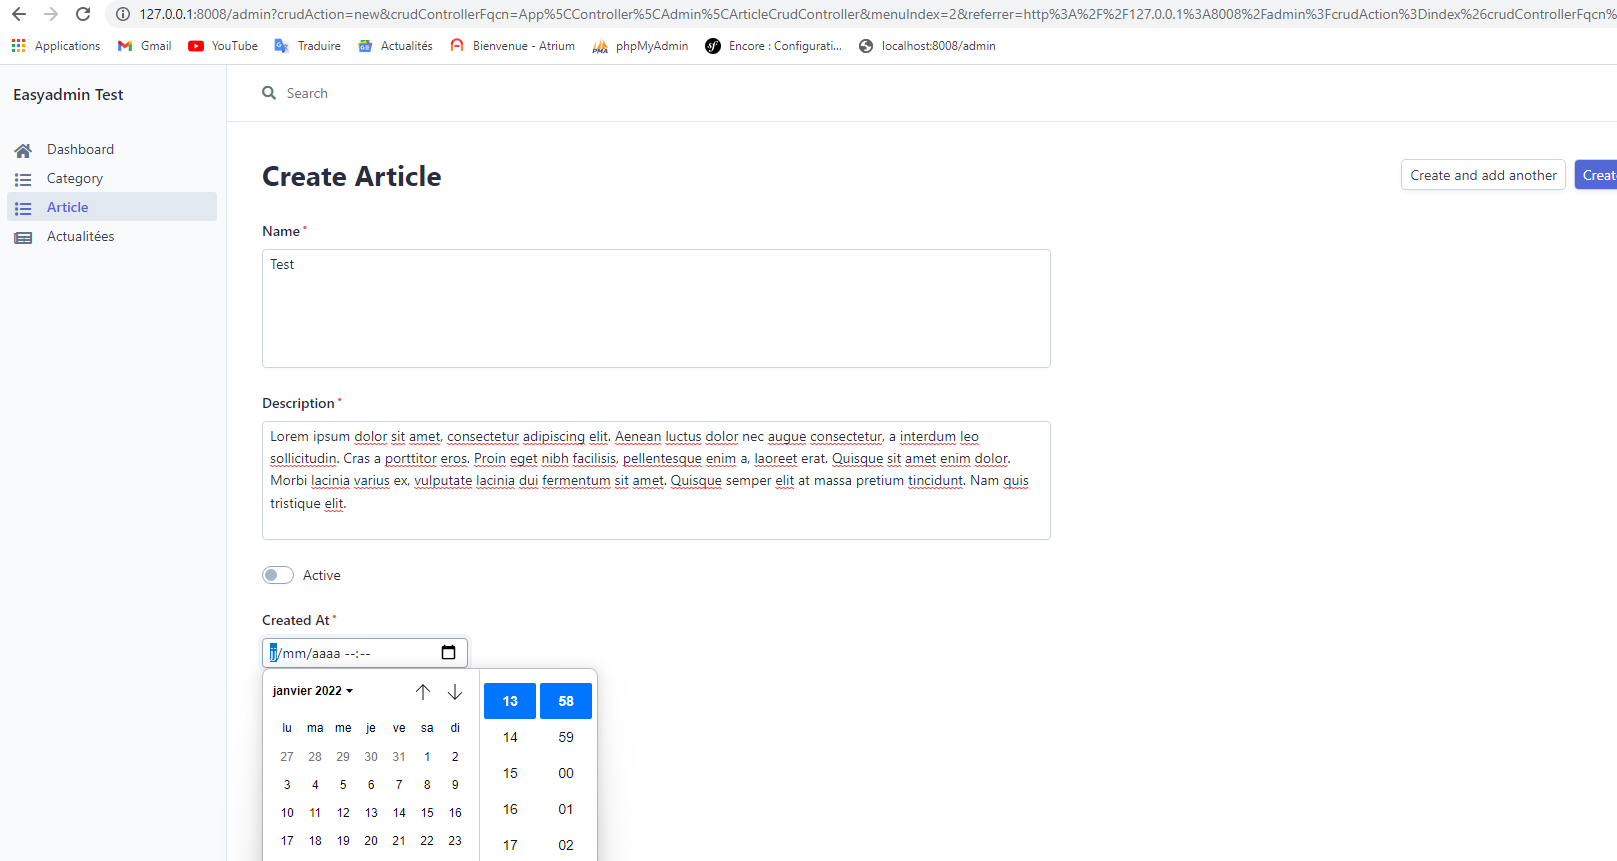 127.0.0.1:8008/admin?crudAction=new&crudControllerFqcn=App%5CController%5CAdmin%5CArticleCrudController&menuIndex=2&referrer=http%3A%2F%2F127.0.0.1%3A8008%2Fadmin%3FcrudAction%3Dindex%26crudControllerFqcn%
Applications Gmail YouTube Traduire Actualités Bienvenue - Atrium phpMyAdmin Encore : Configurati... localhost:8008/admin
Easyadmin Test
Search
Dashboard
Category
Article
Actualitées
Create Article
Create and add another
Creat
Name *
Test
Description *
Lorem ipsum dolor sit amet, consectetur adipiscing elit. Aenean luctus dolor nec augue consectetur, a interdum leo
sollicitudin. Cras a porttitor eros. Proin eget nibh facilisis, pellentesque enim a, laoreet erat. Quisque sit amet enim dolor.
Morbi lacinia varius ex, vulputate lacinia dui fermentum sit amet. Quisque semper elit at massa pretium tincidunt. Nam quis
tristique elit.
Active
Created At *
jj/mm/aaaa --:--
janvier 2022
lu ma me je ve sa di
27 28 29 30 31 1 2
3 4 5 6 7 8 9
10 11 12 13 14 15 16
17 18 19 20 21 22 23
13 58
14 59
15 00
16 01
17 02